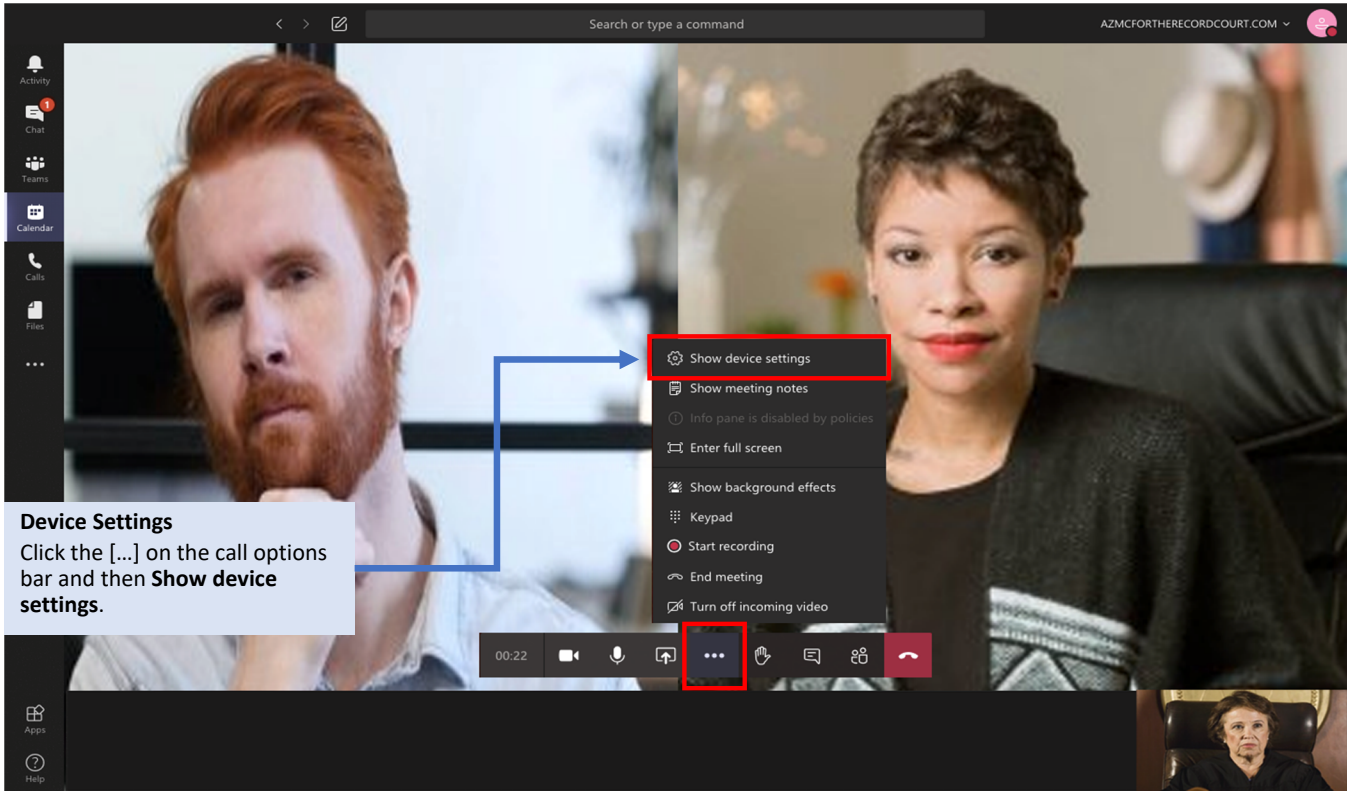 Search or type a command
AZMCFORTHERECORDCOURT.COM
Activity
1
Chat
Teams
Calendar
Calls
Files
Show device settings
Show meeting notes
Info pane is disabled by policies
Enter full screen
Show background effects
Keypad
Start recording
End meeting
Turn off incoming video
Device Settings
Click the [...] on the call options
bar and then Show device
settings.
00:22
Apps
Help